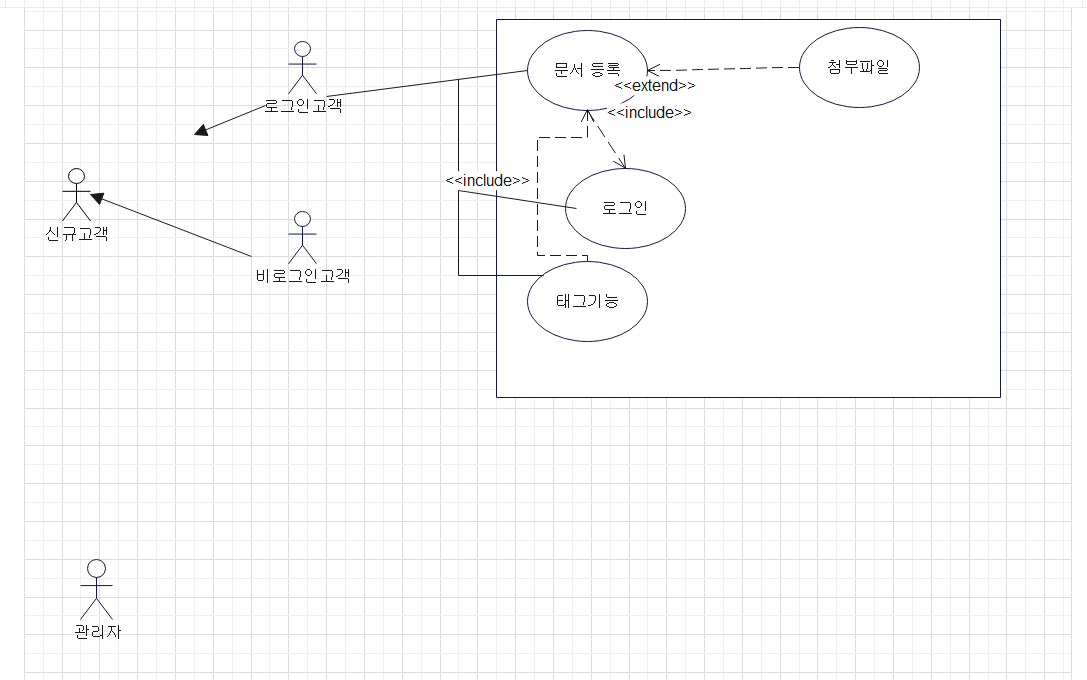 문서 등록
첨부파일
<<extend>>
로그인고객
<<include>>
<<include>>
로그인
신규고객
비로그인고객
태그기능
관리자